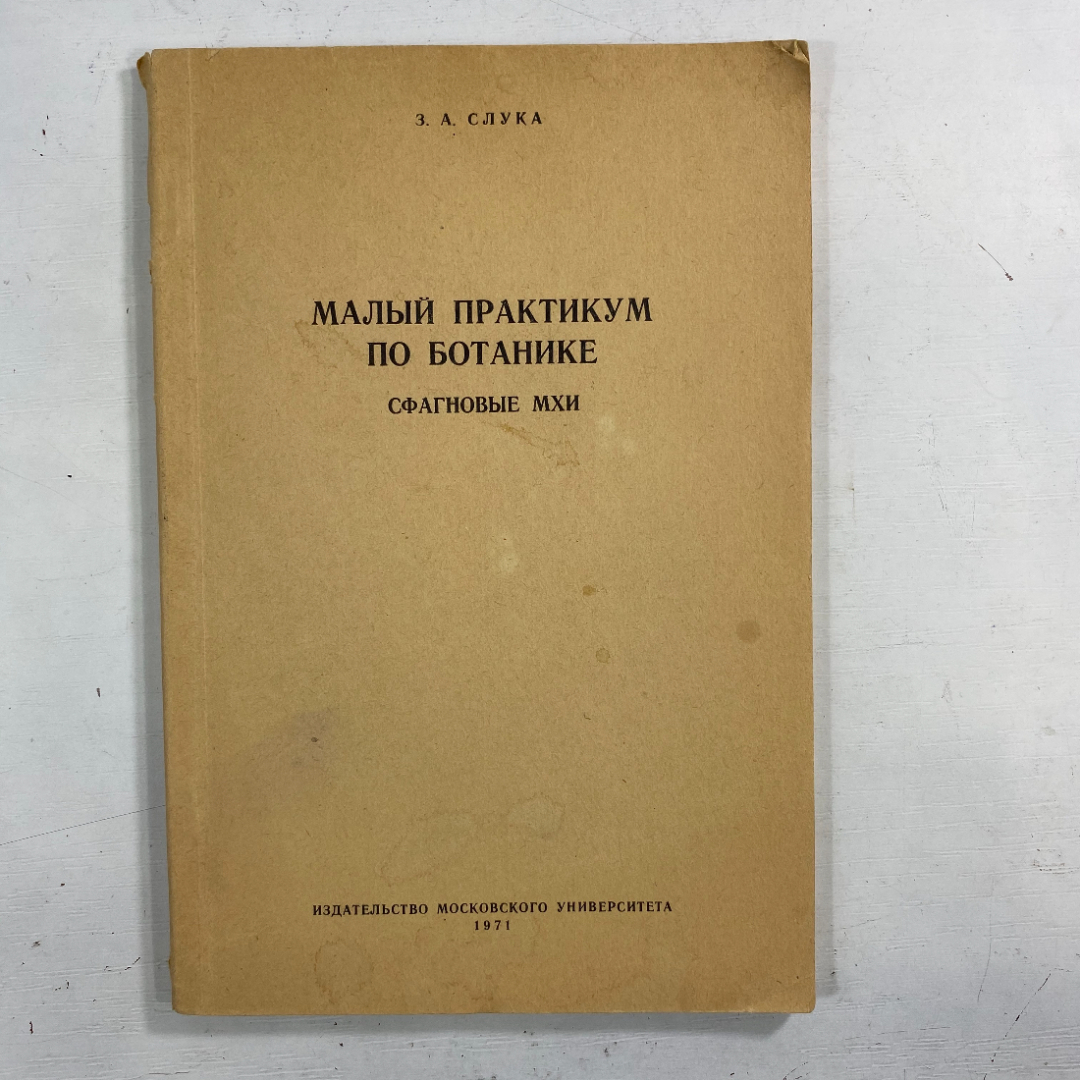 З. А. СЛУКА
МАЛЫЙ ПРАКТИКУМ
ПО БОТАНИКЕ
СФАГНОВЫЕ МХИ
ИЗДАТЕЛЬСТВО МОСКОВСКОГО УНИВЕРСИТЕТА
1971